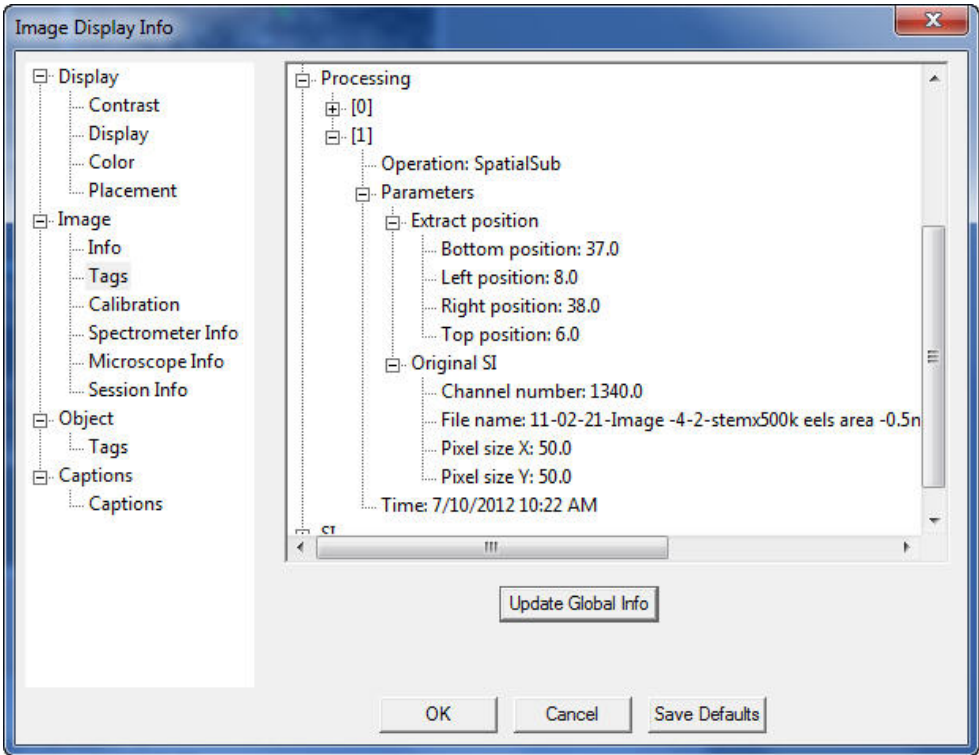 Image Display Info
Display
Contrast
Display
Color
Placement
Image
Info
Tags
Calibration
Spectrometer Info
Microscope Info
Session Info
Object
Tags
Captions
Captions
Processing
[0]
[1]
Operation: SpatialSub
Parameters
Extract position
Bottom position: 37.0
Left position: 8.0
Right position: 38.0
Top position: 6.0
Original SI
Channel number: 1340.0
File name: 11-02-21-Image -4-2-stemx500k eels area -0.5n
Pixel size X: 50.0
Pixel size Y: 50.0
Time: 7/10/2012 10:22 AM
SI
Update Global Info
OK Cancel Save Defaults